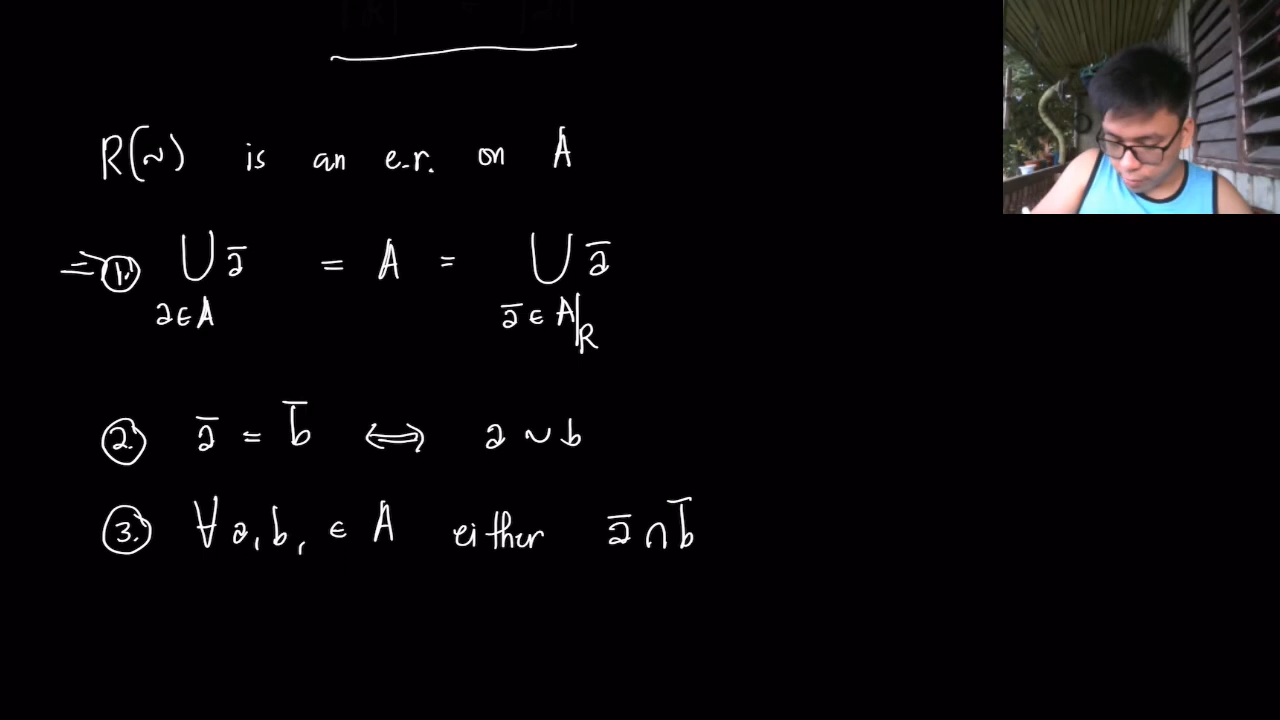 R(~) is an e.r. on A
1. ⋃ a̅ = A = ⋃ a̅
a ∈ A a̅ ∈ A/R
2. a̅ = b̅ ⟺ a ~ b
3. ∀ a, b, ∈ A either a̅ ∩ b̅